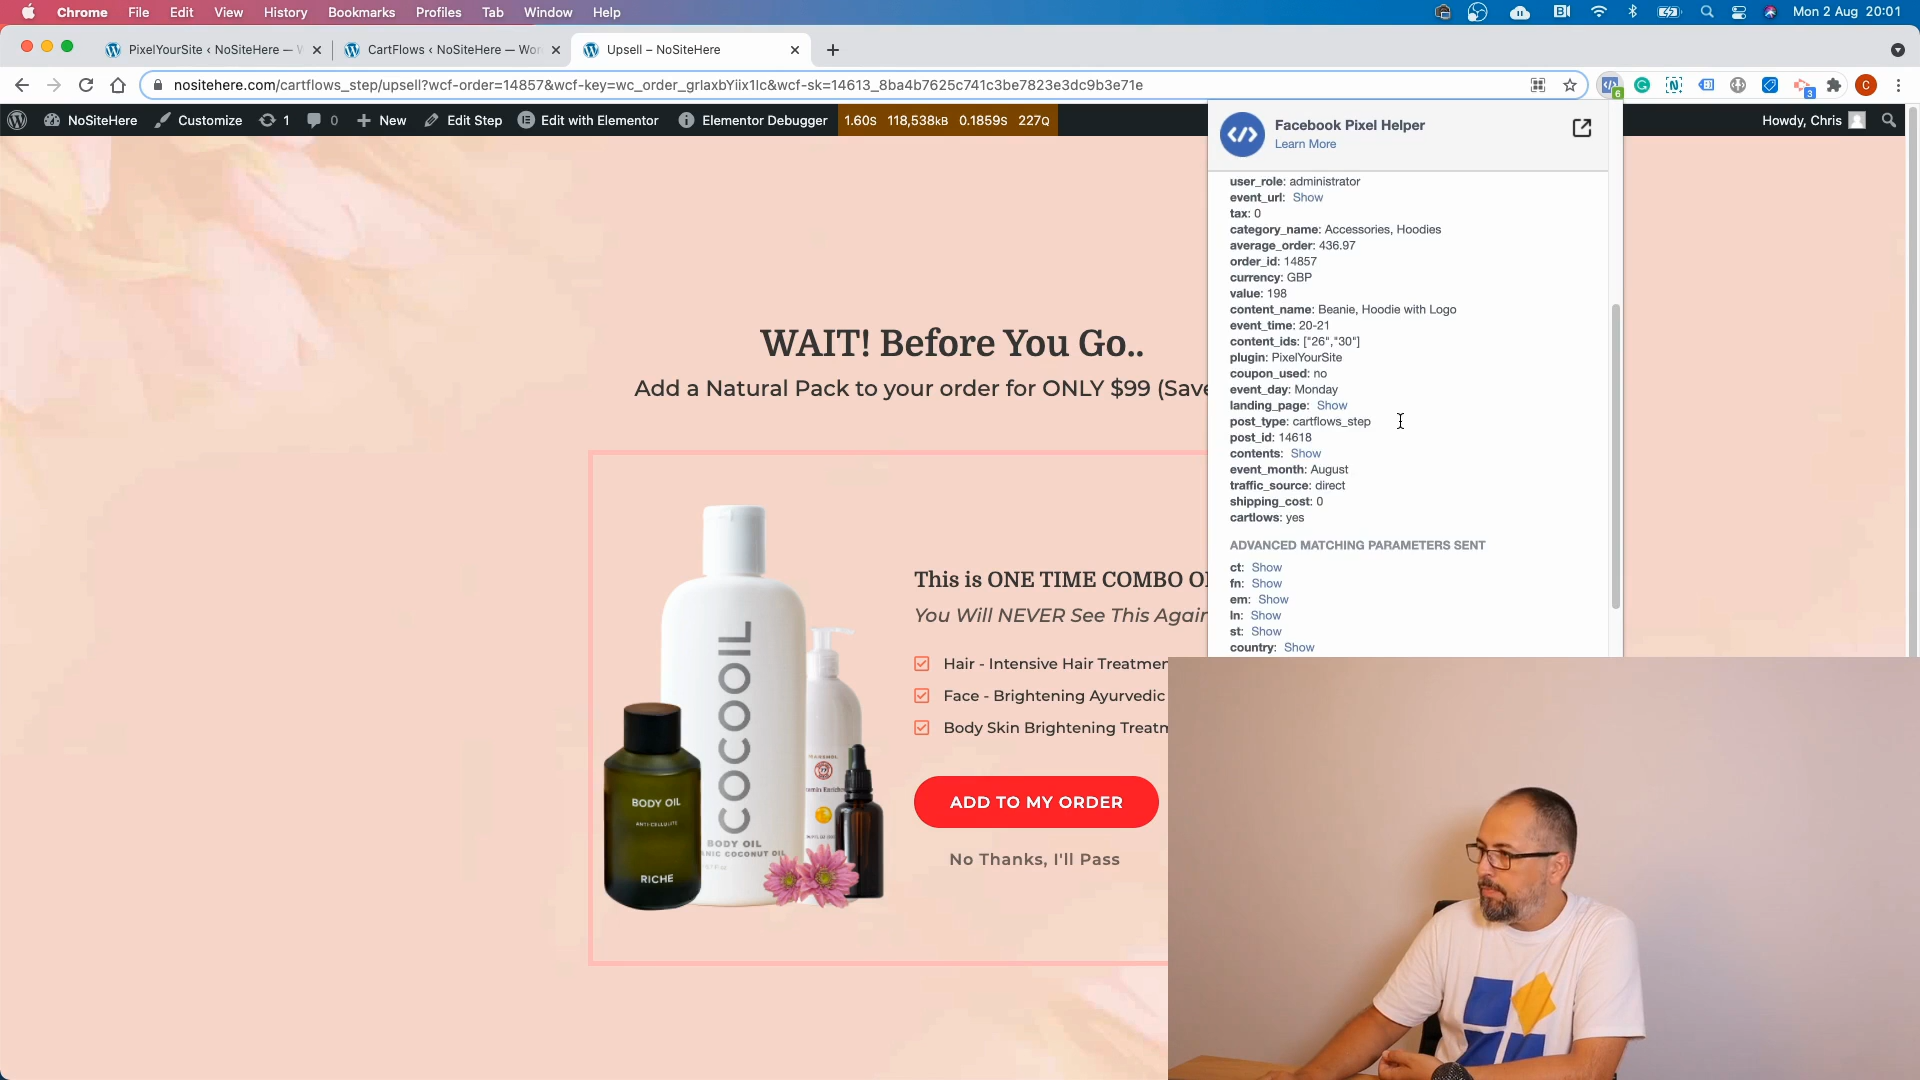 Chrome File Edit View History Bookmarks Profiles Tab Window Help Mon 2 Aug 20:01
PixelYourSite ‹ NoSiteHere — CartFlows ‹ NoSiteHere — Wor Upsell – NoSiteHere
nositehere.com/cartflows_step/upsell?wcf-order=14857&wcf-key=wc_order_grlaxbYiix1Ic&wcf-sk=14613_8ba4b7625c741c3be7823e3dc9b3e71e
6 3 C
NoSiteHere Customize 1 0 New Edit Step Edit with Elementor Elementor Debugger 1.60S 118,538KB 0.1859S 227Q Howdy, Chris
Facebook Pixel Helper
Learn More
user_role: administrator
event_url: Show
tax: 0
category_name: Accessories, Hoodies
average_order: 436.97
order_id: 14857
currency: GBP
value: 198
content_name: Beanie, Hoodie with Logo
event_time: 20-21
content_ids: ["26","30"]
plugin: PixelYourSite
coupon_used: no
event_day: Monday
landing_page: Show
post_type: cartflows_step
post_id: 14618
contents: Show
event_month: August
traffic_source: direct
shipping_cost: 0
cartlows: yes
ADVANCED MATCHING PARAMETERS SENT
ct: Show
fn: Show
em: Show
ln: Show
st: Show
country: Show
WAIT! Before You Go..
Add a Natural Pack to your order for ONLY $99 (Save
This is ONE TIME COMBO O
You Will NEVER See This Again
Hair - Intensive Hair Treatmen
Face - Brightening Ayurvedic
Body Skin Brightening Treatm
ADD TO MY ORDER
No Thanks, I'll Pass
COCOOIL
BODY OIL
BODY OIL
ANTI-CELLULITE
RICHE